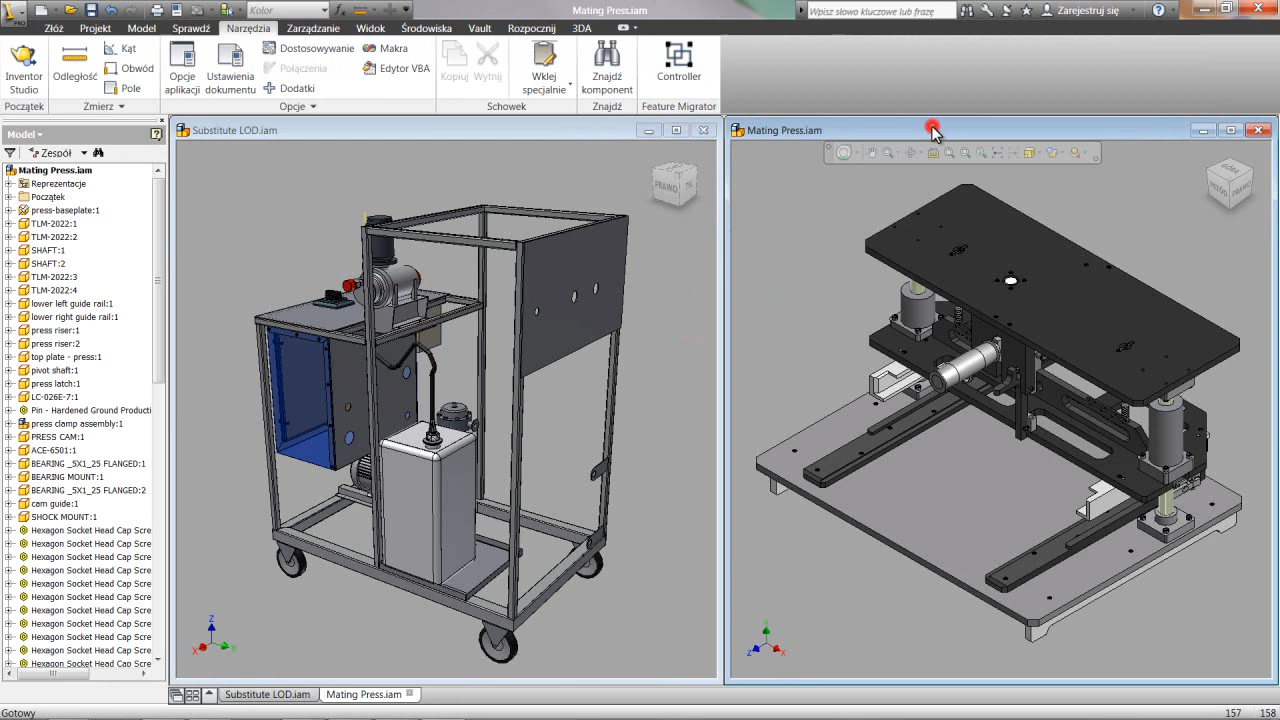 PRO
Kolor
Mating Press.iam
Wpisz słowo kluczowe lub frazę
Zarejestruj się
Złóż Projekt Model Sprawdź Narzędzia Zarządzanie Widok Środowiska Vault Rozpocznij 3DA
Inventor Studio
Odległość
Kąt
Obwód
Pole
Opcje aplikacji
Ustawienia dokumentu
Dostosowywanie
Połączenia
Dodatki
Makra
Edytor VBA
Kopiuj Wytnij
Wklej specjalnie
Znajdź komponent
Controller
Początek Zmierz Opcje Schowek Znajdź Feature Migrator
Model
Zespół
Mating Press.iam
Reprezentacje
Początek
press-baseplate:1
TLM-2022:1
TLM-2022:2
SHAFT:1
SHAFT:2
TLM-2022:3
TLM-2022:4
lower left guide rail:1
lower right guide rail:1
press riser:1
press riser:2
top plate - press:1
pivot shaft:1
press latch:1
LC-026E-7:1
Pin - Hardened Ground Producti
press clamp assembly:1
PRESS CAM:1
ACE-6501:1
BEARING _5X1_25 FLANGED:1
BEARING MOUNT:1
BEARING _5X1_25 FLANGED:2
cam guide:1
SHOCK MOUNT:1
Hexagon Socket Head Cap Scre
Hexagon Socket Head Cap Scre
Hexagon Socket Head Cap Scre
Hexagon Socket Head Cap Scre
Hexagon Socket Head Cap Scre
Hexagon Socket Head Cap Scre
Hexagon Socket Head Cap Scre
Hexagon Socket Head Cap Scre
Hexagon Socket Head Cap Scre
Hexagon Socket Head Cap Scre
Hexagon Socket Head Cap Scre
Substitute LOD.iam
PRAWO
Z
X
Y
Mating Press.iam
PRZÓD
PRAWO
Y
Z
X
Substitute LOD.iam Mating Press.iam
Gotowy
157 158